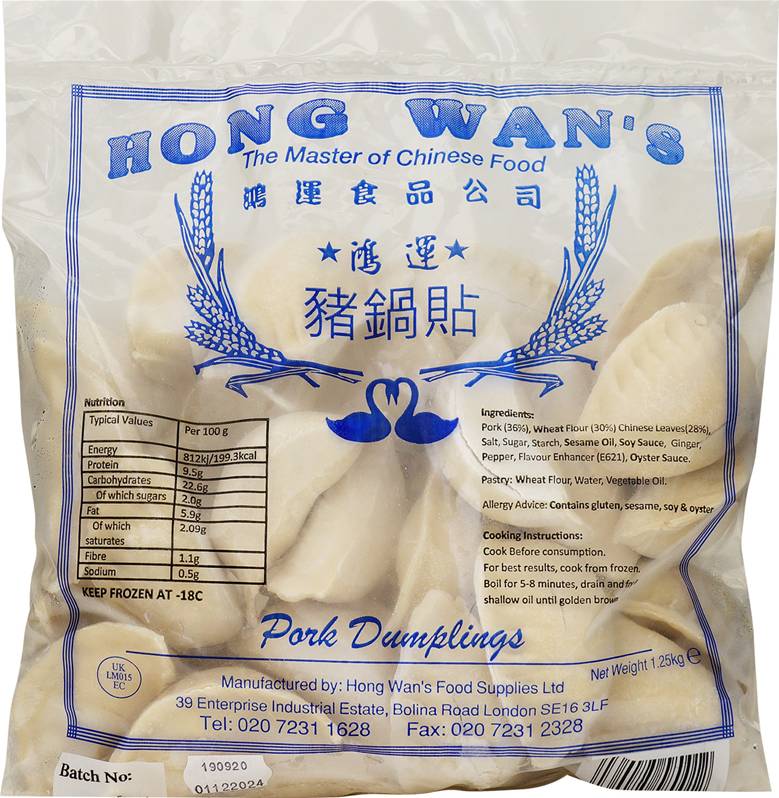 HONG WAN'S
The Master of Chinese Food
鴻運食品公司
★鴻運★
豬鍋貼
Nutrition
Typical Values Per 100 g
Energy 812kj/199.3kcal
Protein 9.5g
Carbohydrates 22.6g
Of which sugars 2.0g
Fat 5.9g
Of which saturates 2.09g
Fibre 1.1g
Sodium 0.5g
KEEP FROZEN AT -18C
Ingredients:
Pork (36%), Wheat Flour (30%) Chinese Leaves(28%),
Salt, Sugar, Starch, Sesame Oil, Soy Sauce, Ginger,
Pepper, Flavour Enhancer (E621), Oyster Sauce.
Pastry: Wheat Flour, Water, Vegetable Oil.
Allergy Advice: Contains gluten, sesame, soy & oyster
Cooking Instructions:
Cook Before consumption.
For best results, cook from frozen.
Boil for 5-8 minutes, drain and
shallow oil until golden brown
Pork Dumplings
UK
LM015
EC
Net Weight 1.25kg ℮
Manufactured by: Hong Wan's Food Supplies Ltd
39 Enterprise Industrial Estate, Bolina Road London SE16 3LF
Tel: 020 7231 1628 Fax: 020 7231 2328
Batch No:
190920
01122024